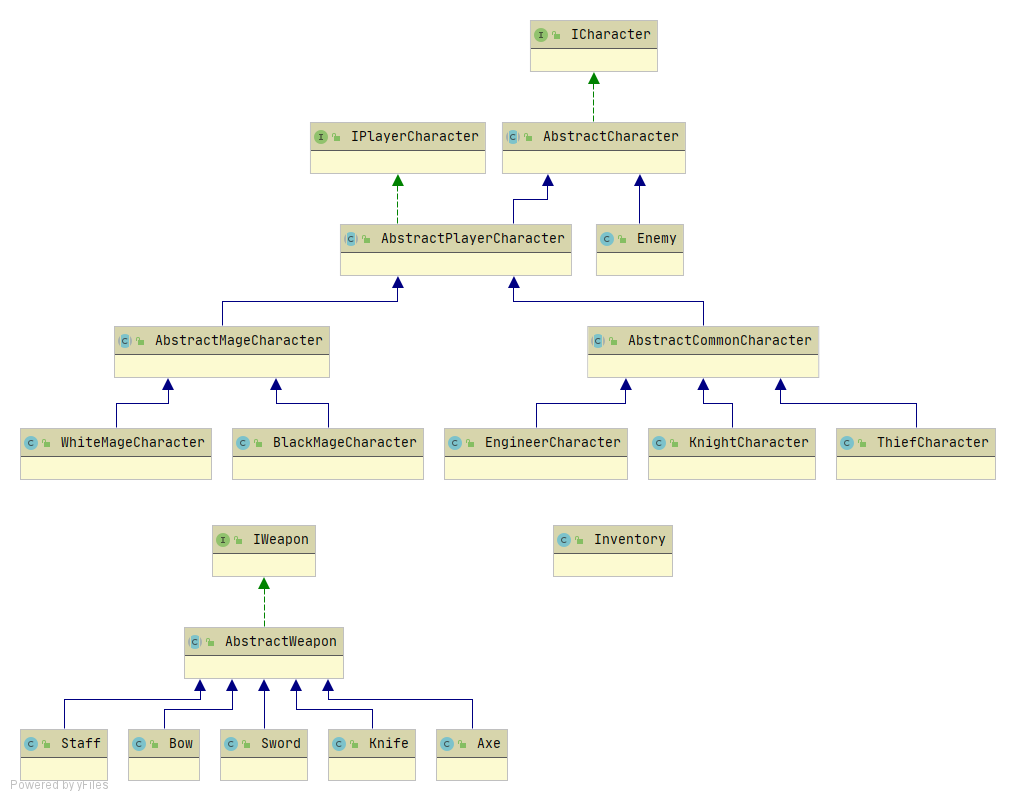 ICharacter
IPlayerCharacter
AbstractCharacter
AbstractPlayerCharacter
Enemy
AbstractMageCharacter
AbstractCommonCharacter
WhiteMageCharacter
BlackMageCharacter
EngineerCharacter
KnightCharacter
ThiefCharacter
IWeapon
Inventory
AbstractWeapon
Staff
Bow
Sword
Knife
Axe
Powered by yFiles